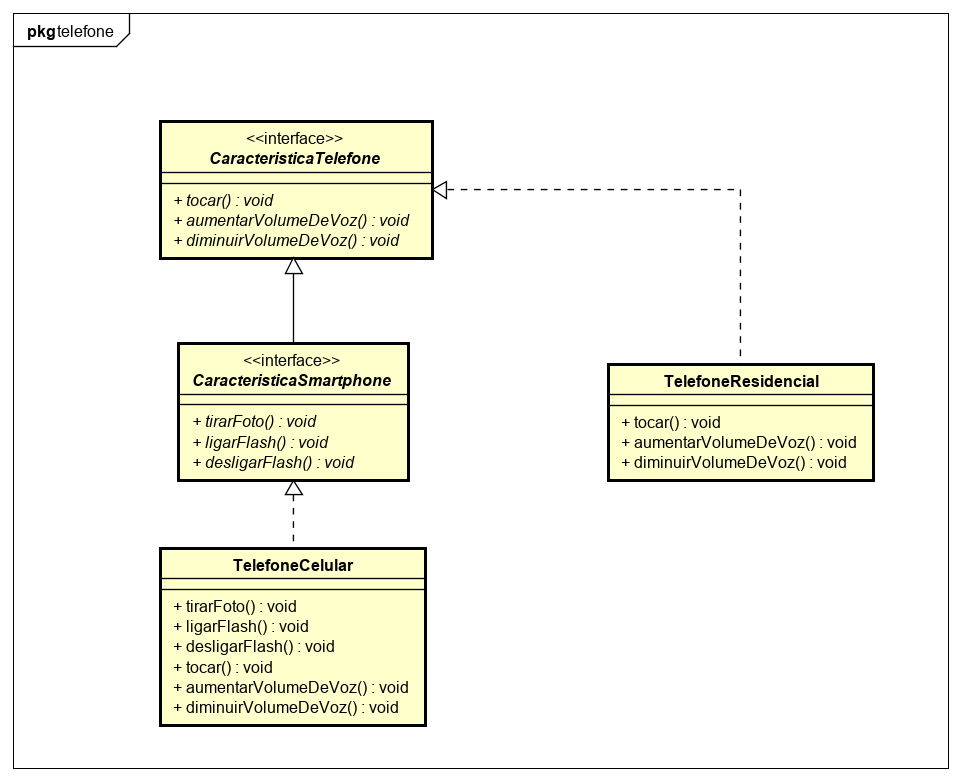 pkg telefone
<<interface>>
CaracteristicaTelefone
+ tocar() : void
+ aumentarVolumeDeVoz() : void
+ diminuirVolumeDeVoz() : void
<<interface>>
CaracteristicaSmartphone
+ tirarFoto() : void
+ ligarFlash() : void
+ desligarFlash() : void
TelefoneResidencial
+ tocar() : void
+ aumentarVolumeDeVoz() : void
+ diminuirVolumeDeVoz() : void
TelefoneCelular
+ tirarFoto() : void
+ ligarFlash() : void
+ desligarFlash() : void
+ tocar() : void
+ aumentarVolumeDeVoz() : void
+ diminuirVolumeDeVoz() : void